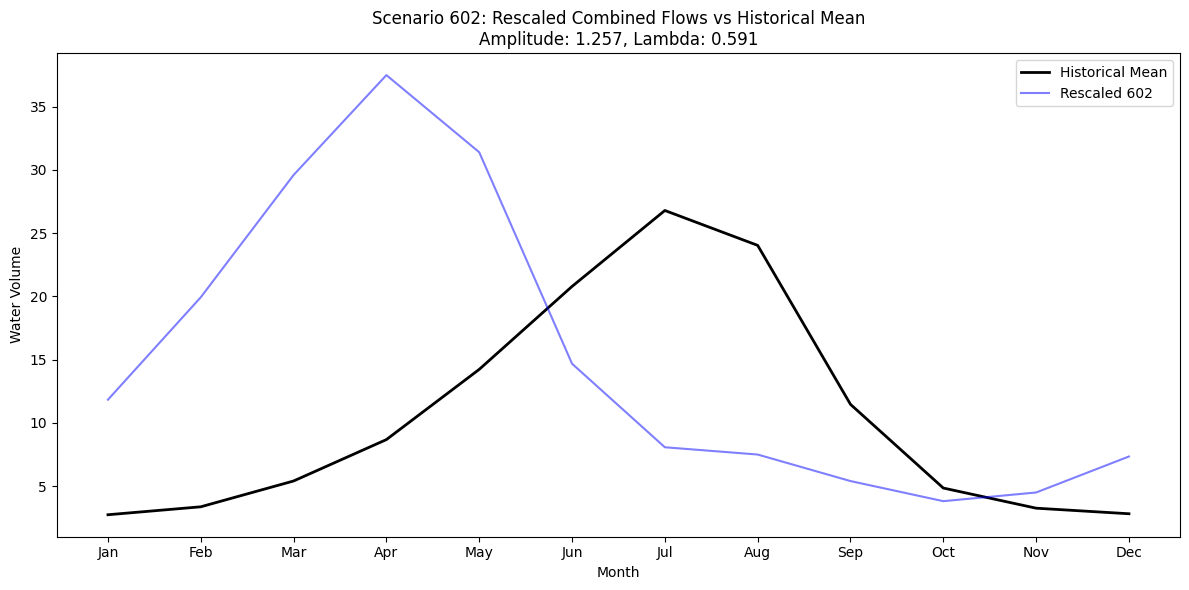 Scenario 602: Rescaled Combined Flows vs Historical Mean
Amplitude: 1.257, Lambda: 0.591
Historical Mean
Rescaled 602
Water Volume
35
30
25
20
15
10
5
Jan Feb Mar Apr May Jun Jul Aug Sep Oct Nov Dec
Month